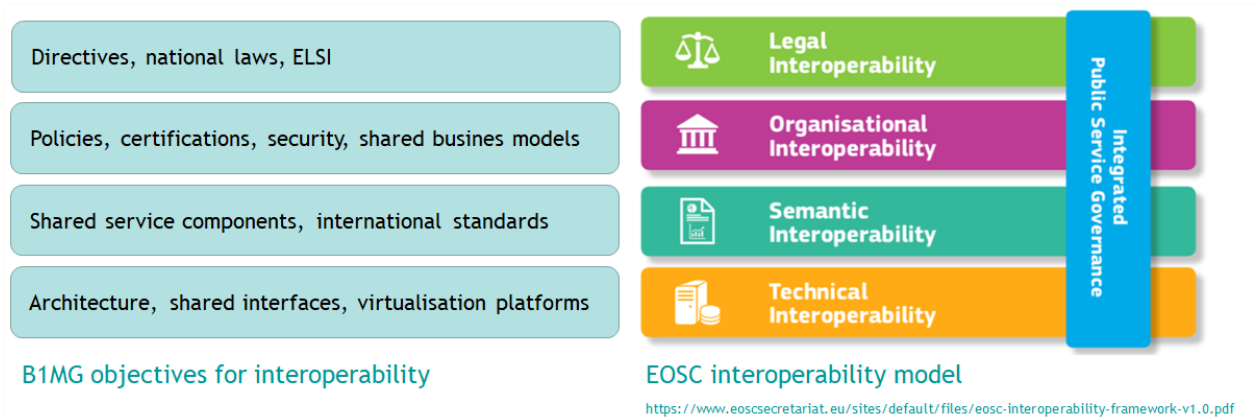 Directives, national laws, ELSI
Policies, certifications, security, shared busines models
Shared service components, international standards
Architecture, shared interfaces, virtualisation platforms
B1MG objectives for interoperability
Legal
Interoperability
Organisational
Interoperability
Semantic
Interoperability
Technical
Interoperability
Integrated
Public Service Governance
EOSC interoperability model
https://www.eoscsecretariat.eu/sites/default/files/eosc-interoperability-framework-v1.0.pdf